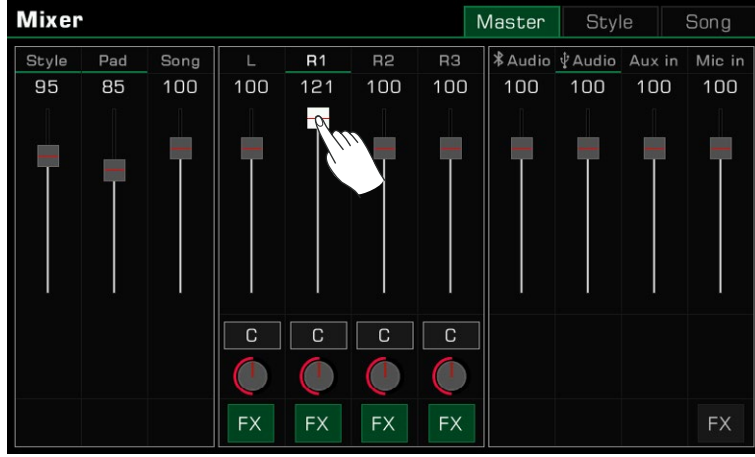 Mixer Master Style Song
Style Pad Song L R1 R2 R3 Audio Audio Aux in Mic in
95 85 100 100 121 100 100 100 100 100 100
C C C C
FX FX FX FX FX